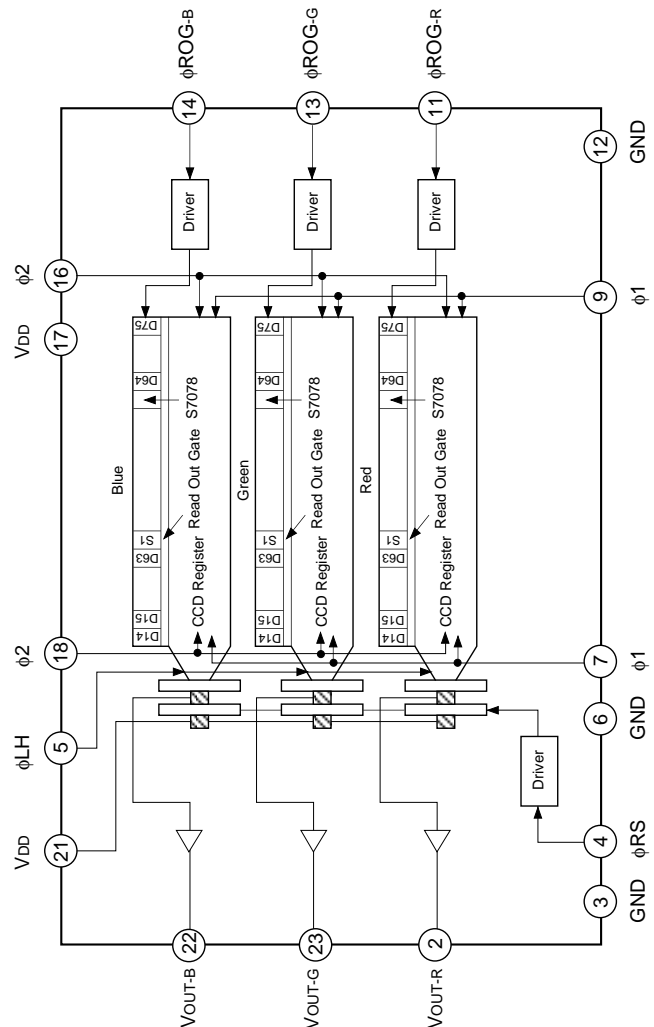 φROG-B
φROG-G
φROG-R
14
13
11
12
GND
Driver
Driver
Driver
φ2
16
9
φ1
VDD
17
Blue
D14
D15
D63
S1
D64
D75
S7078
Read Out Gate
CCD Register
Green
D14
D15
D63
S1
D64
D75
S7078
Read Out Gate
CCD Register
Red
D14
D15
D63
S1
D64
D75
S7078
Read Out Gate
CCD Register
φ2
18
7
φ1
φLH
5
6
GND
Driver
VDD
21
4
φRS
3
GND
22
23
2
VOUT-B
VOUT-G
VOUT-R